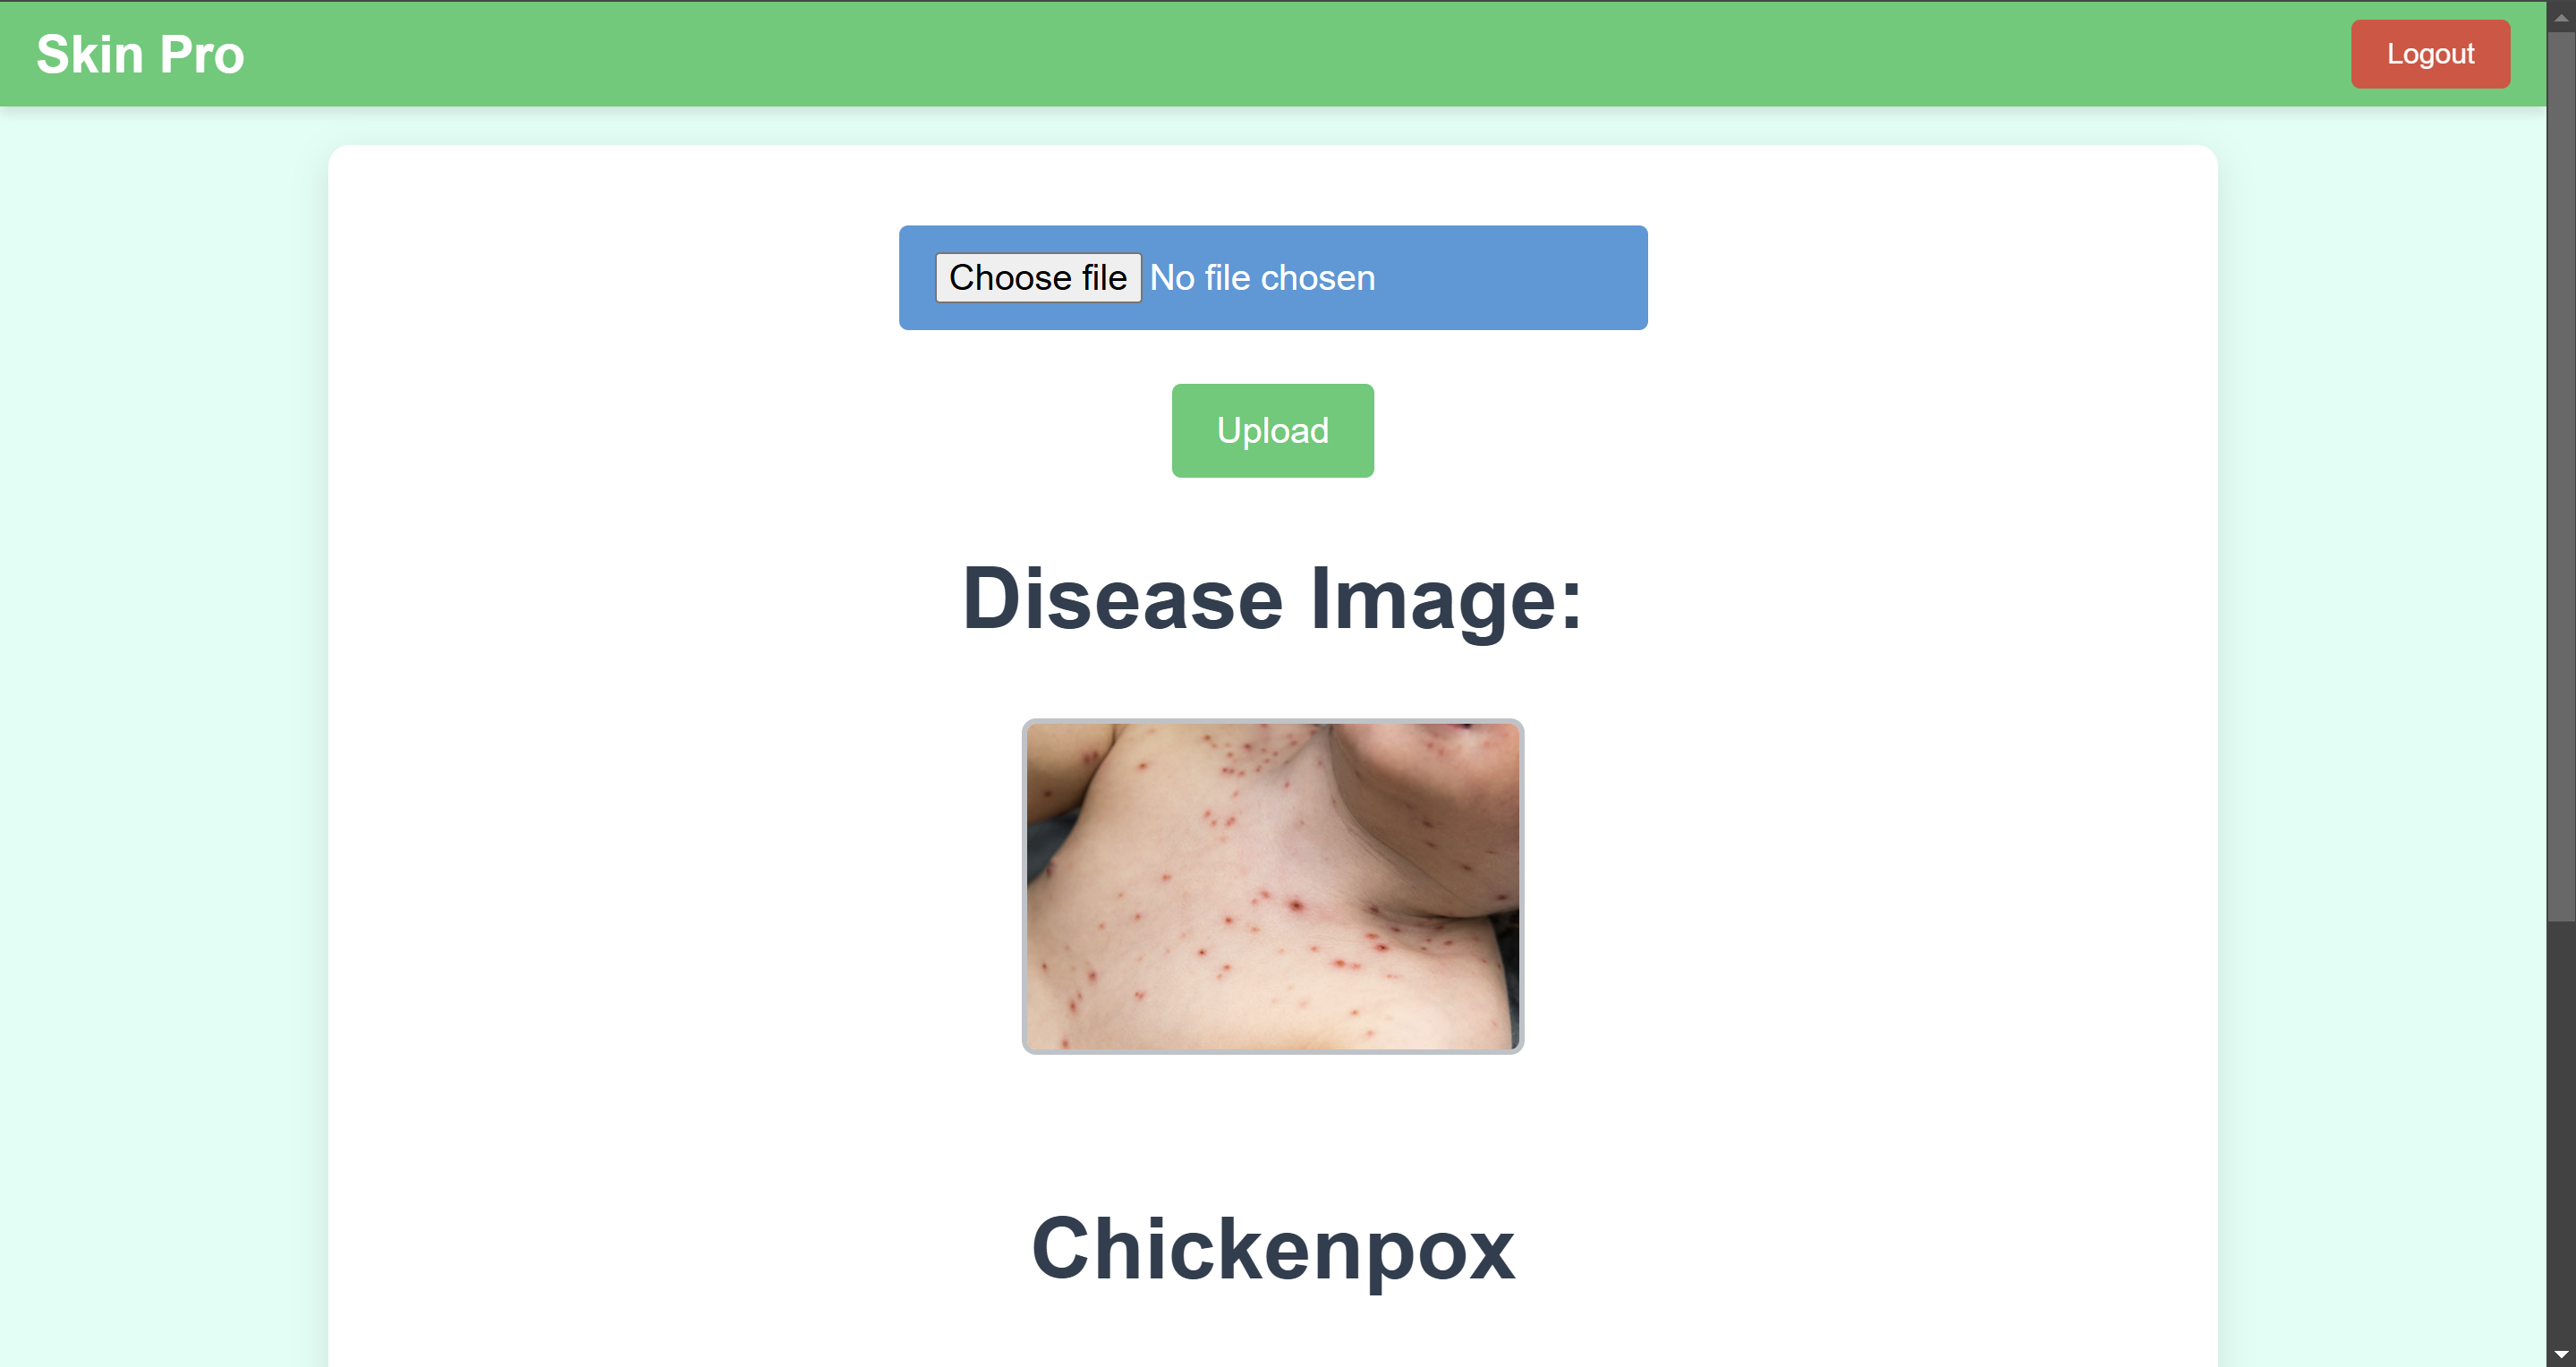 Skin Pro
Logout
Choose file No file chosen
Upload
Disease Image:
Chickenpox